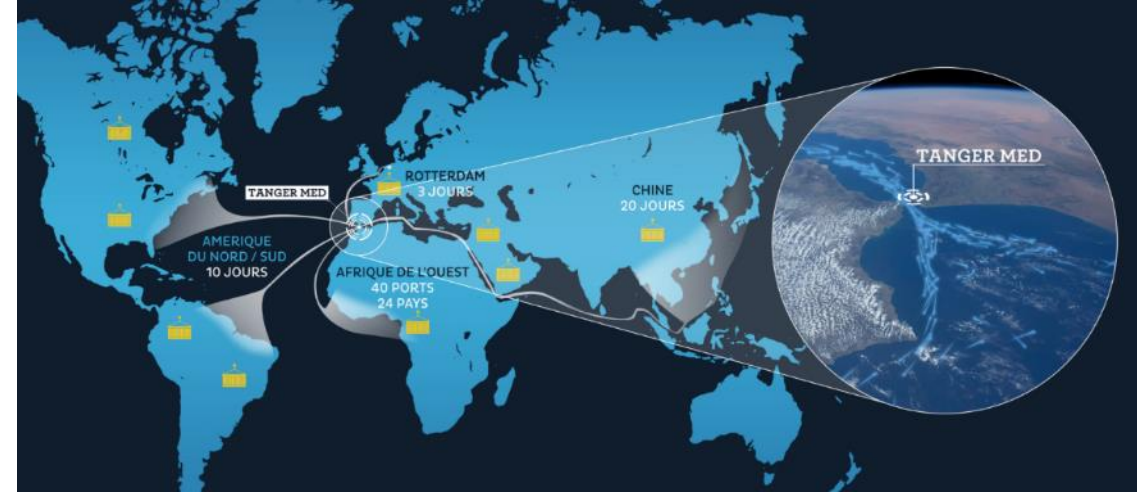 TANGER MED
ROTTERDAM
3 JOURS
CHINE
20 JOURS
AMERIQUE
DU NORD / SUD
10 JOURS
AFRIQUE DE L'OUEST
40 PORTS
24 PAYS
TANGER MED